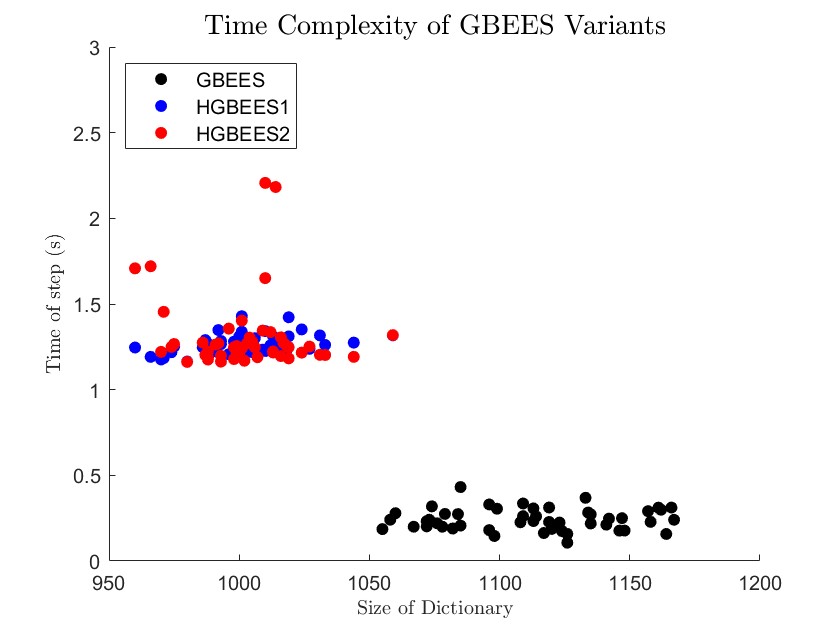 Time Complexity of GBEES Variants
3
GBEES
HGBEES1
HGBEES2
2.5
2
Time of step (s)
1.5
1
0.5
0
950 1000 1050 1100 1150 1200
Size of Dictionary